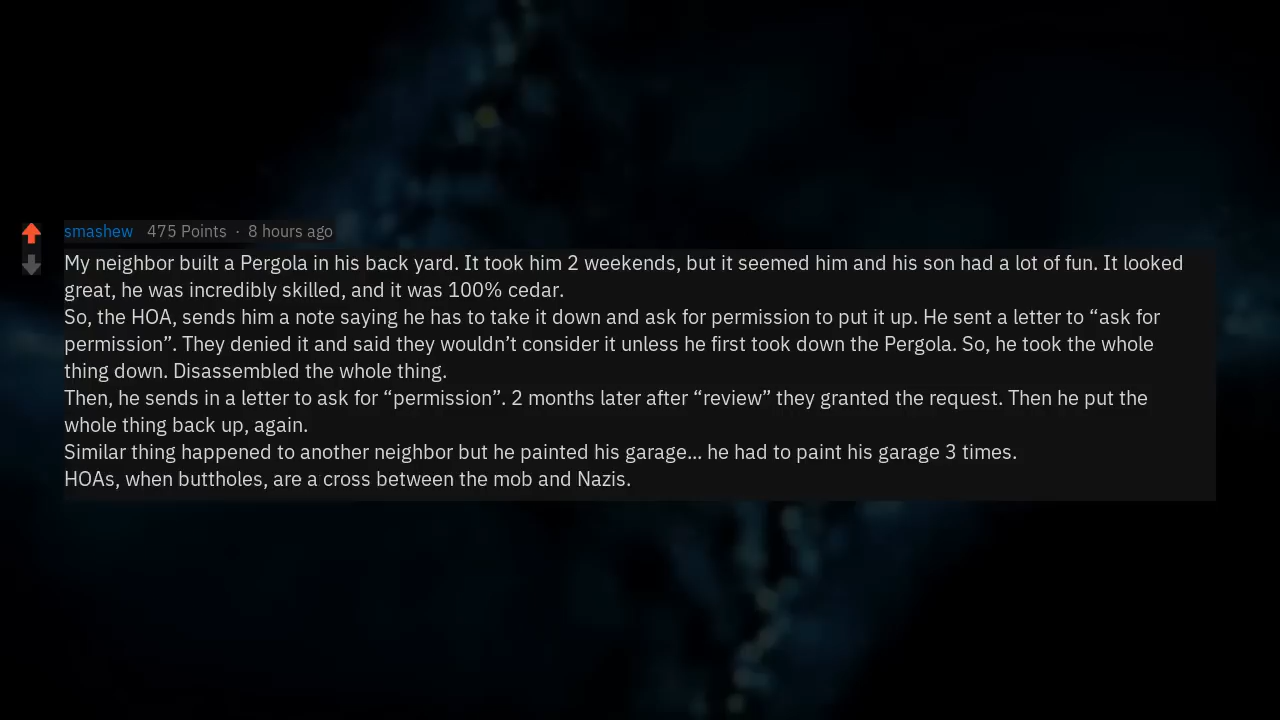 smashew 475 Points · 8 hours ago
My neighbor built a Pergola in his back yard. It took him 2 weekends, but it seemed him and his son had a lot of fun. It looked
great, he was incredibly skilled, and it was 100% cedar.
So, the HOA, sends him a note saying he has to take it down and ask for permission to put it up. He sent a letter to “ask for
permission”. They denied it and said they wouldn’t consider it unless he first took down the Pergola. So, he took the whole
thing down. Disassembled the whole thing.
Then, he sends in a letter to ask for “permission”. 2 months later after “review” they granted the request. Then he put the
whole thing back up, again.
Similar thing happened to another neighbor but he painted his garage... he had to paint his garage 3 times.
HOAs, when buttholes, are a cross between the mob and Nazis.